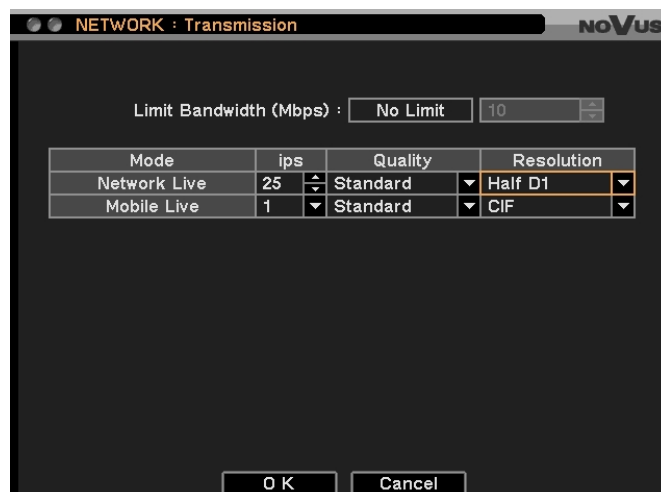 NETWORK : Transmission NOVUS
Limit Bandwidth (Mbps) : No Limit 10
Mode ips Quality Resolution
Network Live 25 Standard Half D1
Mobile Live 1 Standard CIF
O K Cancel